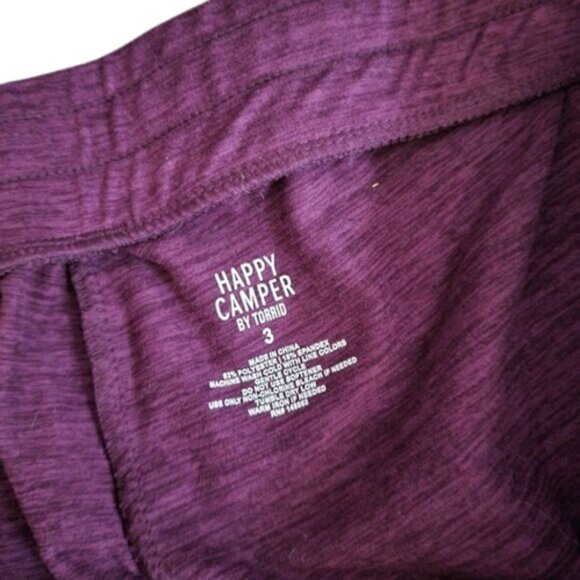 HAPPY
CAMPER
BY TORRID
3
MADE IN CHINA
82% POLYESTER | 18% SPANDEX
MACHINE WASH COLD WITH LIKE COLORS
GENTLE CYCLE
DO NOT USE SOFTENER
USE ONLY NON-CHLORINE BLEACH IF NEEDED
TUMBLE DRY LOW
WARM IRON IF NEEDED
RN#